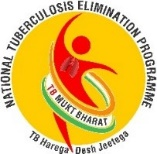 NATIONAL TUBERCULOSIS ELIMINATION PROGRAMME
TB MUKT BHARAT
TB Harega Desh Jeetega